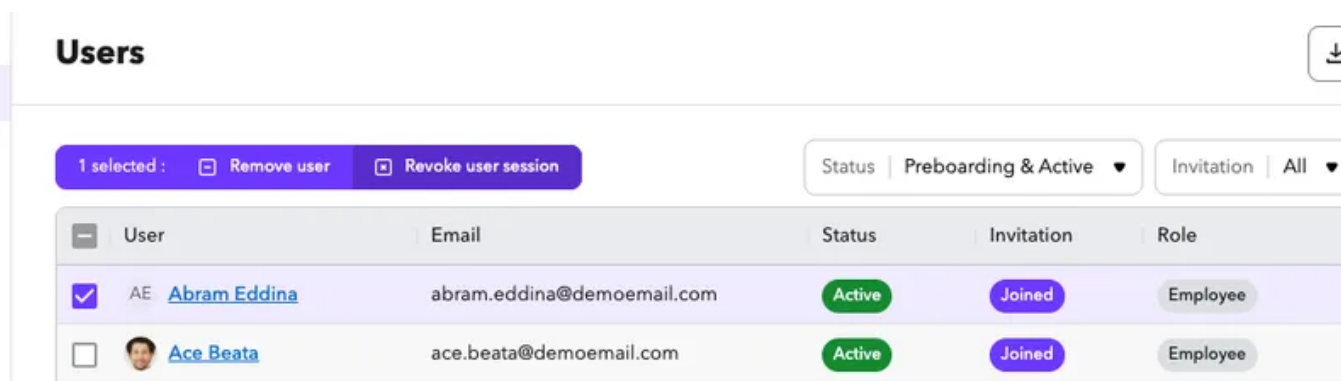 Users
1 selected : Remove user Revoke user session Status Preboarding & Active Invitation All
User Email Status Invitation Role
AE Abram Eddina abram.eddina@demoemail.com Active Joined Employee
Ace Beata ace.beata@demoemail.com Active Joined Employee